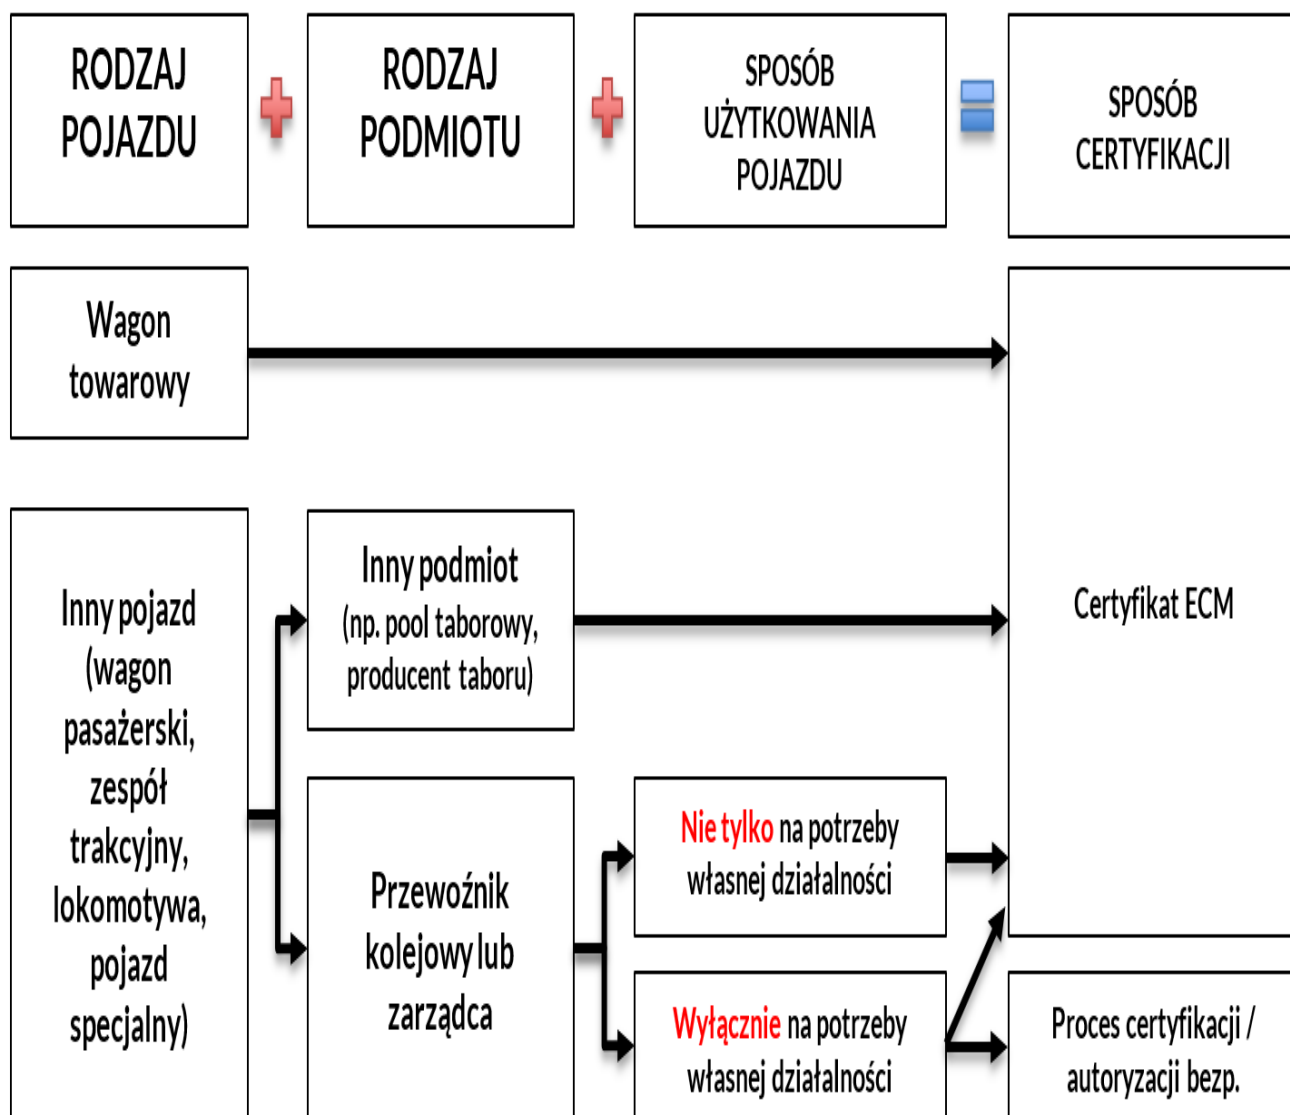 RODZAJ
POJAZDU
RODZAJ
PODMIOTU
SPOSÓB
UŻYTKOWANIA
POJAZDU
SPOSÓB
CERTYFIKACJI
Wagon
towarowy
Inny pojazd
(wagon
pasażerski,
zespół
trakcyjny,
lokomotywa,
pojazd
specjalny)
Inny podmiot
(np. pool taborowy,
producent taboru)
Przewoźnik
kolejowy lub
zarządca
Nie tylko na potrzeby
własnej działalności
Wyłącznie na potrzeby
własnej działalności
Certyfikat ECM
Proces certyfikacji /
autoryzacji bezp.